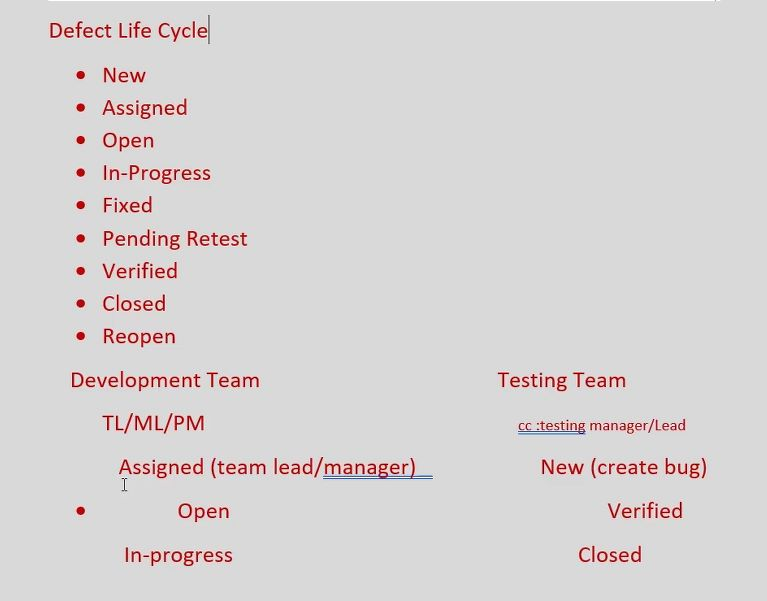 Defect Life Cycle
• New
• Assigned
• Open
• In-Progress
• Fixed
• Pending Retest
• Verified
• Closed
• Reopen
Development Team Testing Team
TL/ML/PM cc :testing manager/Lead
Assigned (team lead/manager) New (create bug)
• Open Verified
In-progress Closed